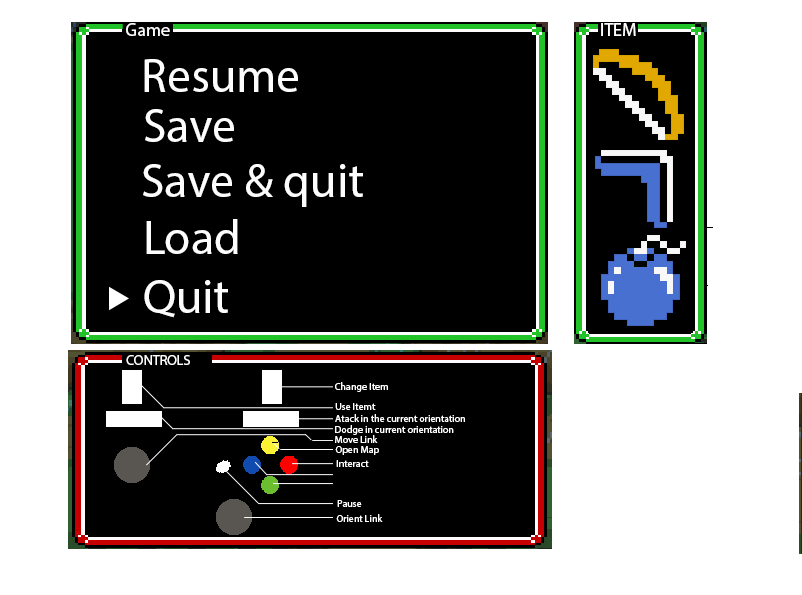 Game
Resume
Save
Save & quit
Load
Quit
ITEM
CONTROLS
Change Item
Use Itemt
Atack in the current orientation
Dodge in current orientation
Move Link
Open Map
Interact
Pause
Orient Link